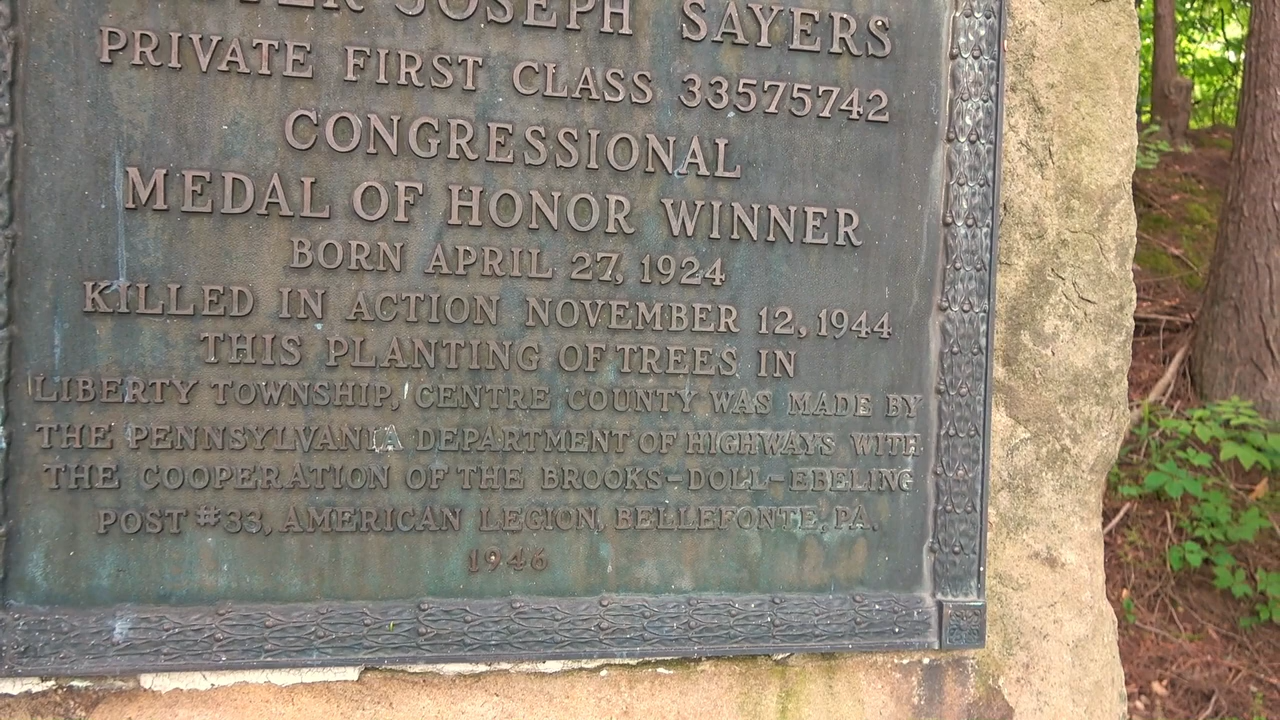 JOSEPH SAYERS
PRIVATE FIRST CLASS 33575742
CONGRESSIONAL
MEDAL OF HONOR WINNER
BORN APRIL 27, 1924
KILLED IN ACTION NOVEMBER 12, 1944
THIS PLANTING OF TREES IN
LIBERTY TOWNSHIP, CENTRE COUNTY WAS MADE BY
THE PENNSYLVANIA DEPARTMENT OF HIGHWAYS WITH
THE COOPERATION OF THE BROOKS-DOLL-EBELING
POST #33, AMERICAN LEGION, BELLEFONTE, PA.
1946